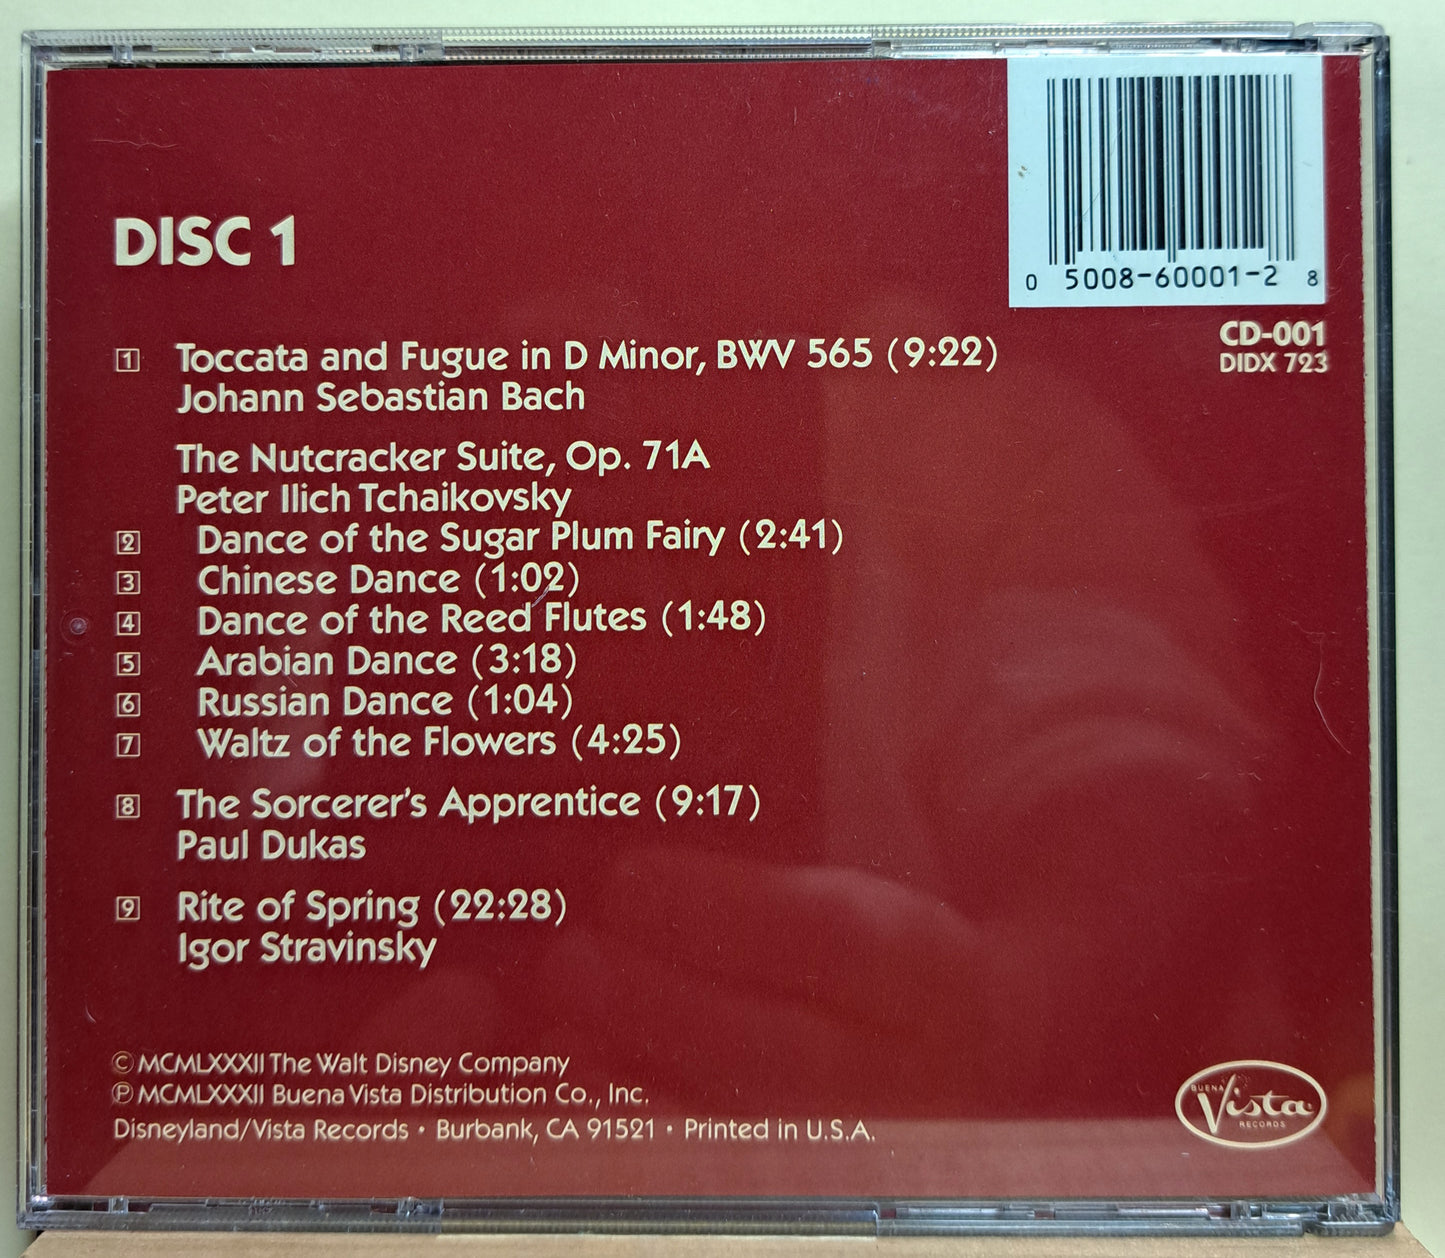 0 5008-60001-2 8
CD-001
DIDX 723
DISC 1
1 Toccata and Fugue in D Minor, BWV 565 (9:22)
Johann Sebastian Bach
The Nutcracker Suite, Op. 71A
Peter Ilich Tchaikovsky
2 Dance of the Sugar Plum Fairy (2:41)
3 Chinese Dance (1:02)
4 Dance of the Reed Flutes (1:48)
5 Arabian Dance (3:18)
6 Russian Dance (1:04)
7 Waltz of the Flowers (4:25)
8 The Sorcerer's Apprentice (9:17)
Paul Dukas
9 Rite of Spring (22:28)
Igor Stravinsky
© MCMLXXXII The Walt Disney Company
℗ MCMLXXXII Buena Vista Distribution Co., Inc.
Disneyland/Vista Records • Burbank, CA 91521 • Printed in U.S.A.
BUENA
Vista
RECORDS